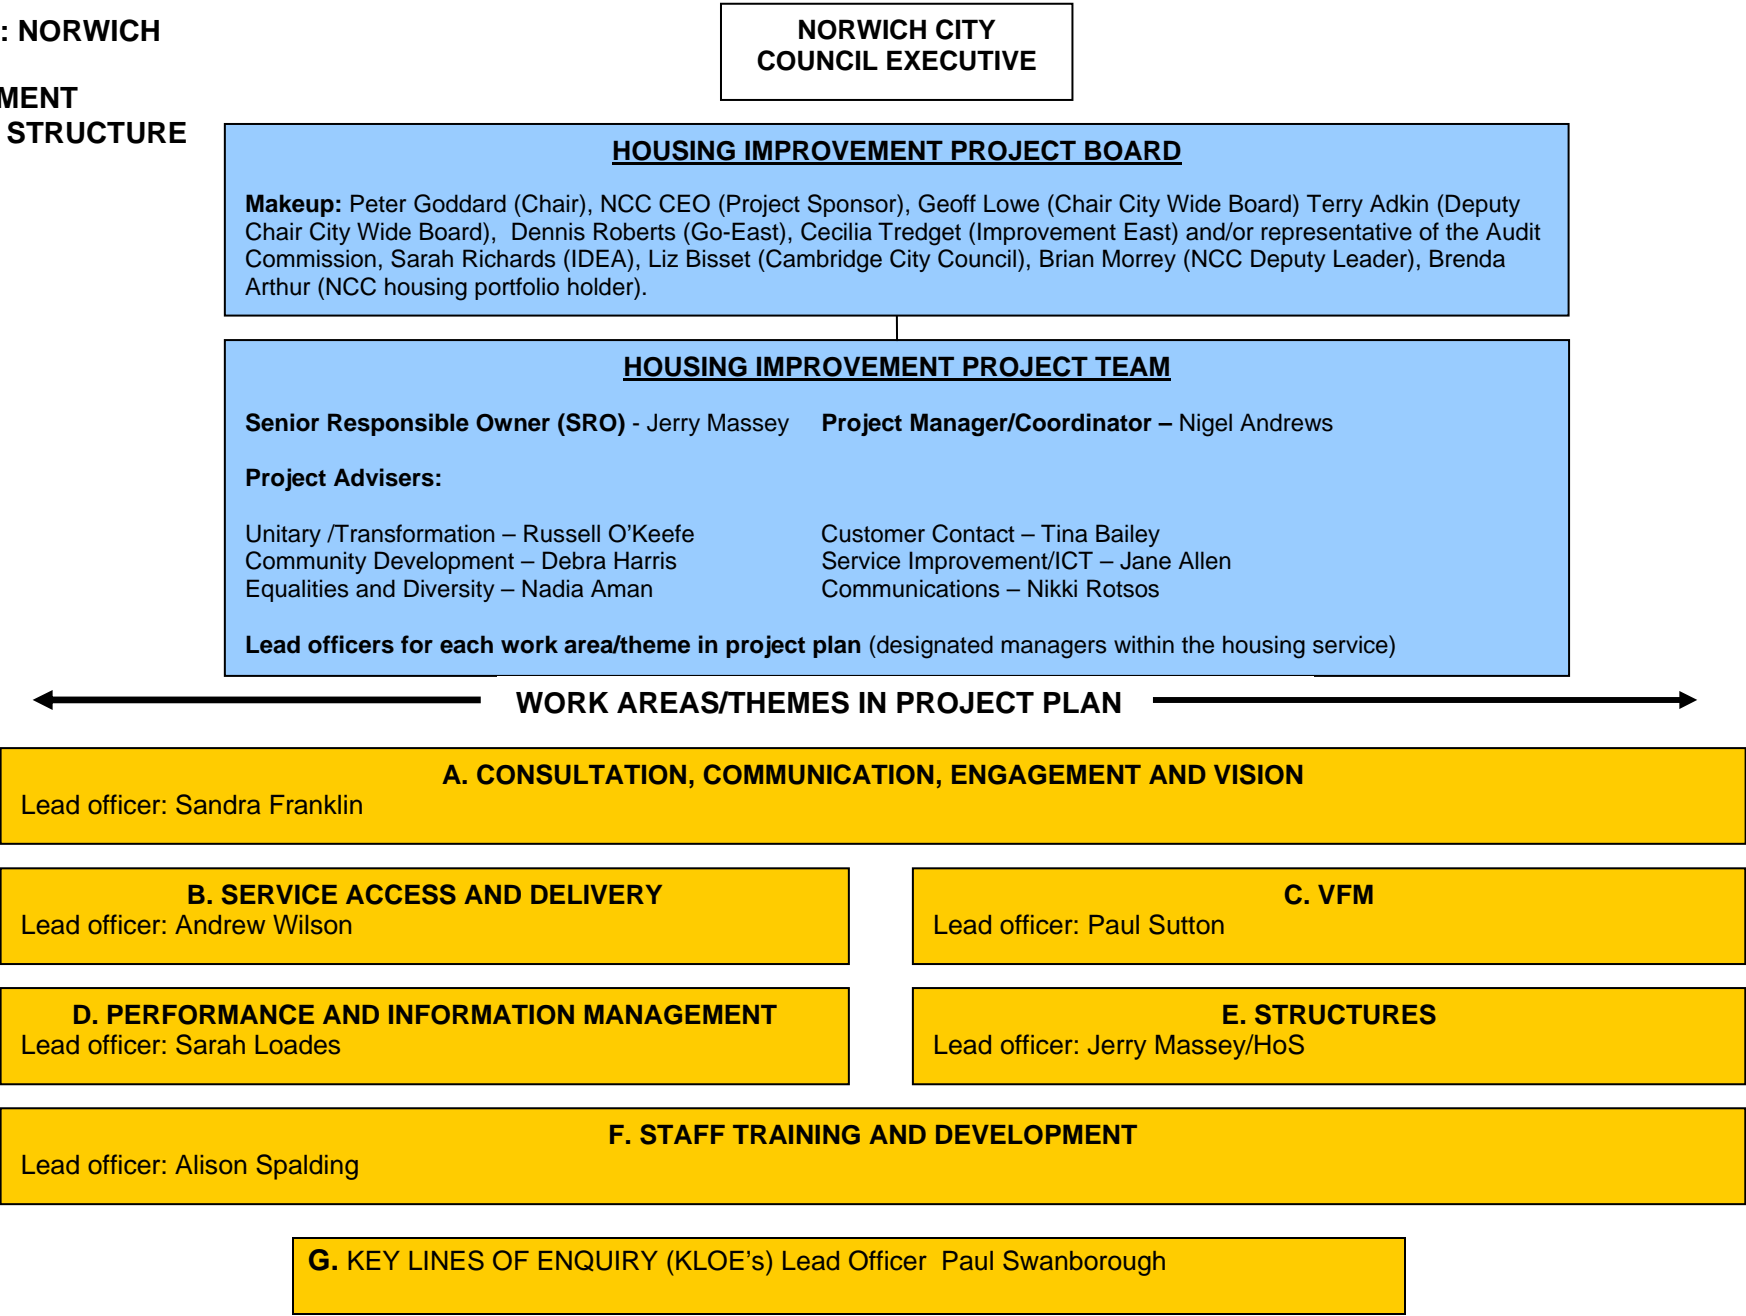 : NORWICH
MENT
STRUCTURE
NORWICH CITY
COUNCIL EXECUTIVE
HOUSING IMPROVEMENT PROJECT BOARD
Makeup: Peter Goddard (Chair), NCC CEO (Project Sponsor), Geoff Lowe (Chair City Wide Board) Terry Adkin (Deputy
Chair City Wide Board), Dennis Roberts (Go-East), Cecilia Tredget (Improvement East) and/or representative of the Audit
Commission, Sarah Richards (IDEA), Liz Bisset (Cambridge City Council), Brian Morrey (NCC Deputy Leader), Brenda
Arthur (NCC housing portfolio holder).
HOUSING IMPROVEMENT PROJECT TEAM
Senior Responsible Owner (SRO) - Jerry Massey Project Manager/Coordinator – Nigel Andrews
Project Advisers:
Unitary /Transformation – Russell O’Keefe Customer Contact – Tina Bailey
Community Development – Debra Harris Service Improvement/ICT – Jane Allen
Equalities and Diversity – Nadia Aman Communications – Nikki Rotsos
Lead officers for each work area/theme in project plan (designated managers within the housing service)
WORK AREAS/THEMES IN PROJECT PLAN
A. CONSULTATION, COMMUNICATION, ENGAGEMENT AND VISION
Lead officer: Sandra Franklin
B. SERVICE ACCESS AND DELIVERY
Lead officer: Andrew Wilson
C. VFM
Lead officer: Paul Sutton
D. PERFORMANCE AND INFORMATION MANAGEMENT
Lead officer: Sarah Loades
E. STRUCTURES
Lead officer: Jerry Massey/HoS
F. STAFF TRAINING AND DEVELOPMENT
Lead officer: Alison Spalding
G. KEY LINES OF ENQUIRY (KLOE’s) Lead Officer Paul Swanborough